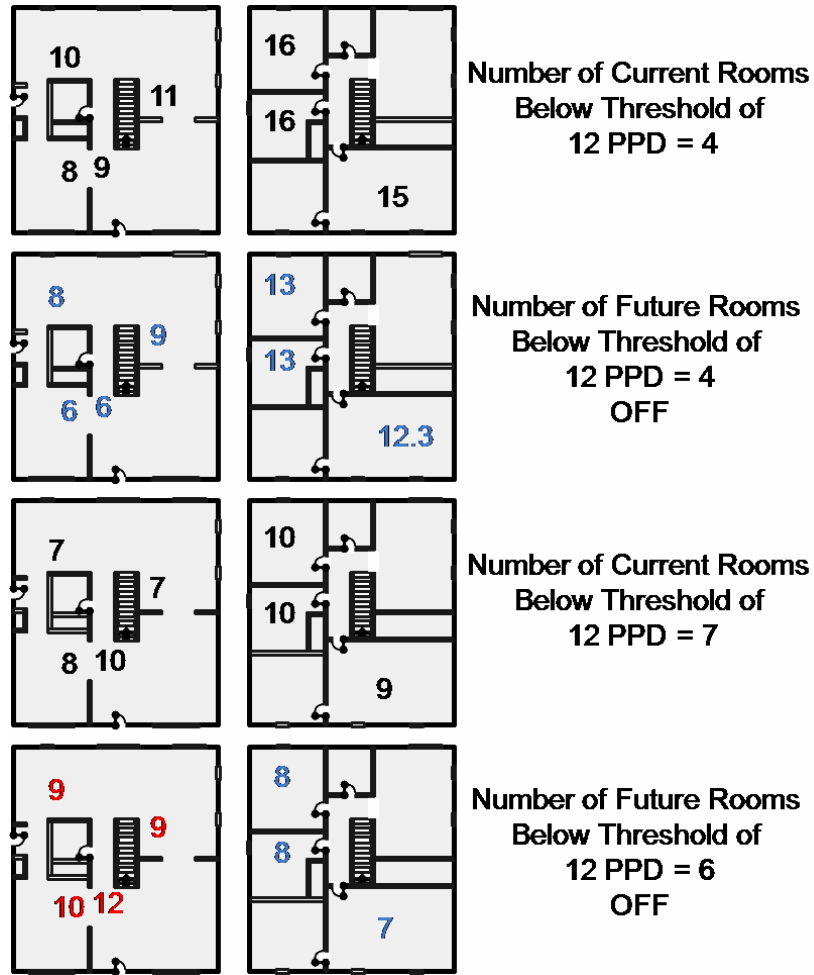 10
16
11
16
8 9
15
Number of Current Rooms
Below Threshold of
12 PPD = 4
8
13
9
13
6 6
12.3
Number of Future Rooms
Below Threshold of
12 PPD = 4
OFF
7
10
7
10
8 10
9
Number of Current Rooms
Below Threshold of
12 PPD = 7
9
8
9
8
10 12
7
Number of Future Rooms
Below Threshold of
12 PPD = 6
OFF